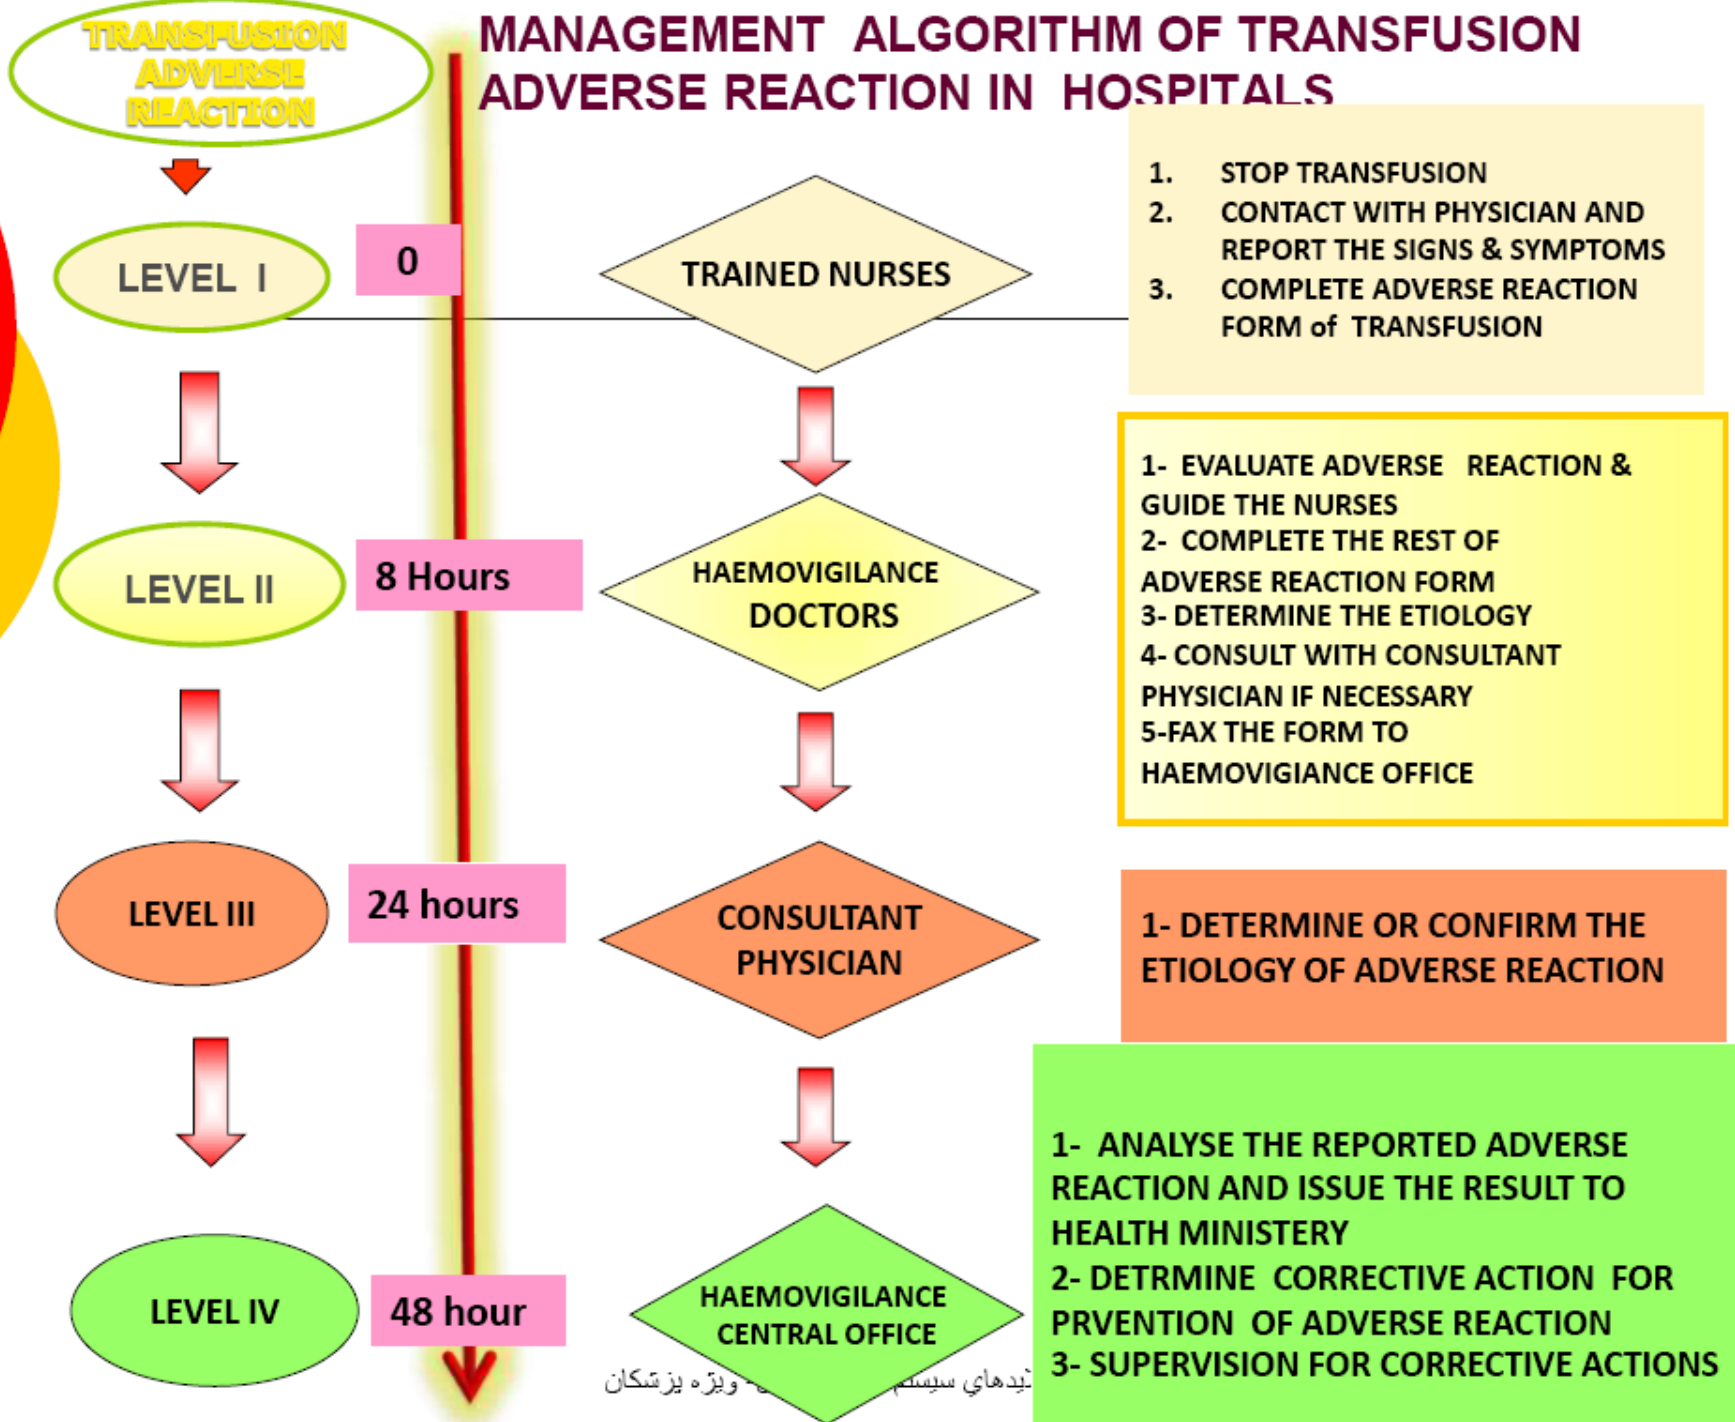 TRANSFUSION
ADVERSE
REACTION
MANAGEMENT ALGORITHM OF TRANSFUSION
ADVERSE REACTION IN HOSPITALS
LEVEL I
0
TRAINED NURSES
1. STOP TRANSFUSION
2. CONTACT WITH PHYSICIAN AND
REPORT THE SIGNS & SYMPTOMS
3. COMPLETE ADVERSE REACTION
FORM of TRANSFUSION
LEVEL II
8 Hours
HAEMOVIGILANCE
DOCTORS
1- EVALUATE ADVERSE REACTION &
GUIDE THE NURSES
2- COMPLETE THE REST OF
ADVERSE REACTION FORM
3- DETERMINE THE ETIOLOGY
4- CONSULT WITH CONSULTANT
PHYSICIAN IF NECESSARY
5-FAX THE FORM TO
HAEMOVIGIANCE OFFICE
LEVEL III
24 hours
CONSULTANT
PHYSICIAN
1- DETERMINE OR CONFIRM THE
ETIOLOGY OF ADVERSE REACTION
LEVEL IV
48 hour
HAEMOVIGILANCE
CENTRAL OFFICE
1- ANALYSE THE REPORTED ADVERSE
REACTION AND ISSUE THE RESULT TO
HEALTH MINISTERY
2- DETRMINE CORRECTIVE ACTION FOR
PRVENTION OF ADVERSE REACTION
3- SUPERVISION FOR CORRECTIVE ACTIONS
ويژه پزشكان